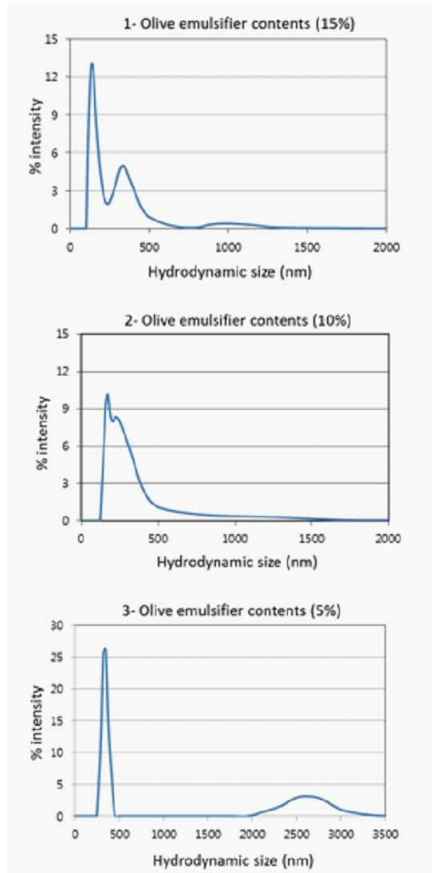 1- Olive emulsifier contents (15%)
15
12
9
6
3
0
% intensity
0 500 1000 1500 2000
Hydrodynamic size (nm)
2- Olive emulsifier contents (10%)
15
12
9
6
3
0
% intensity
0 500 1000 1500 2000
Hydrodynamic size (nm)
3- Olive emulsifier contents (5%)
30
25
20
15
10
5
0
% intensity
0 500 1000 1500 2000 2500 3000 3500
Hydrodynamic size (nm)